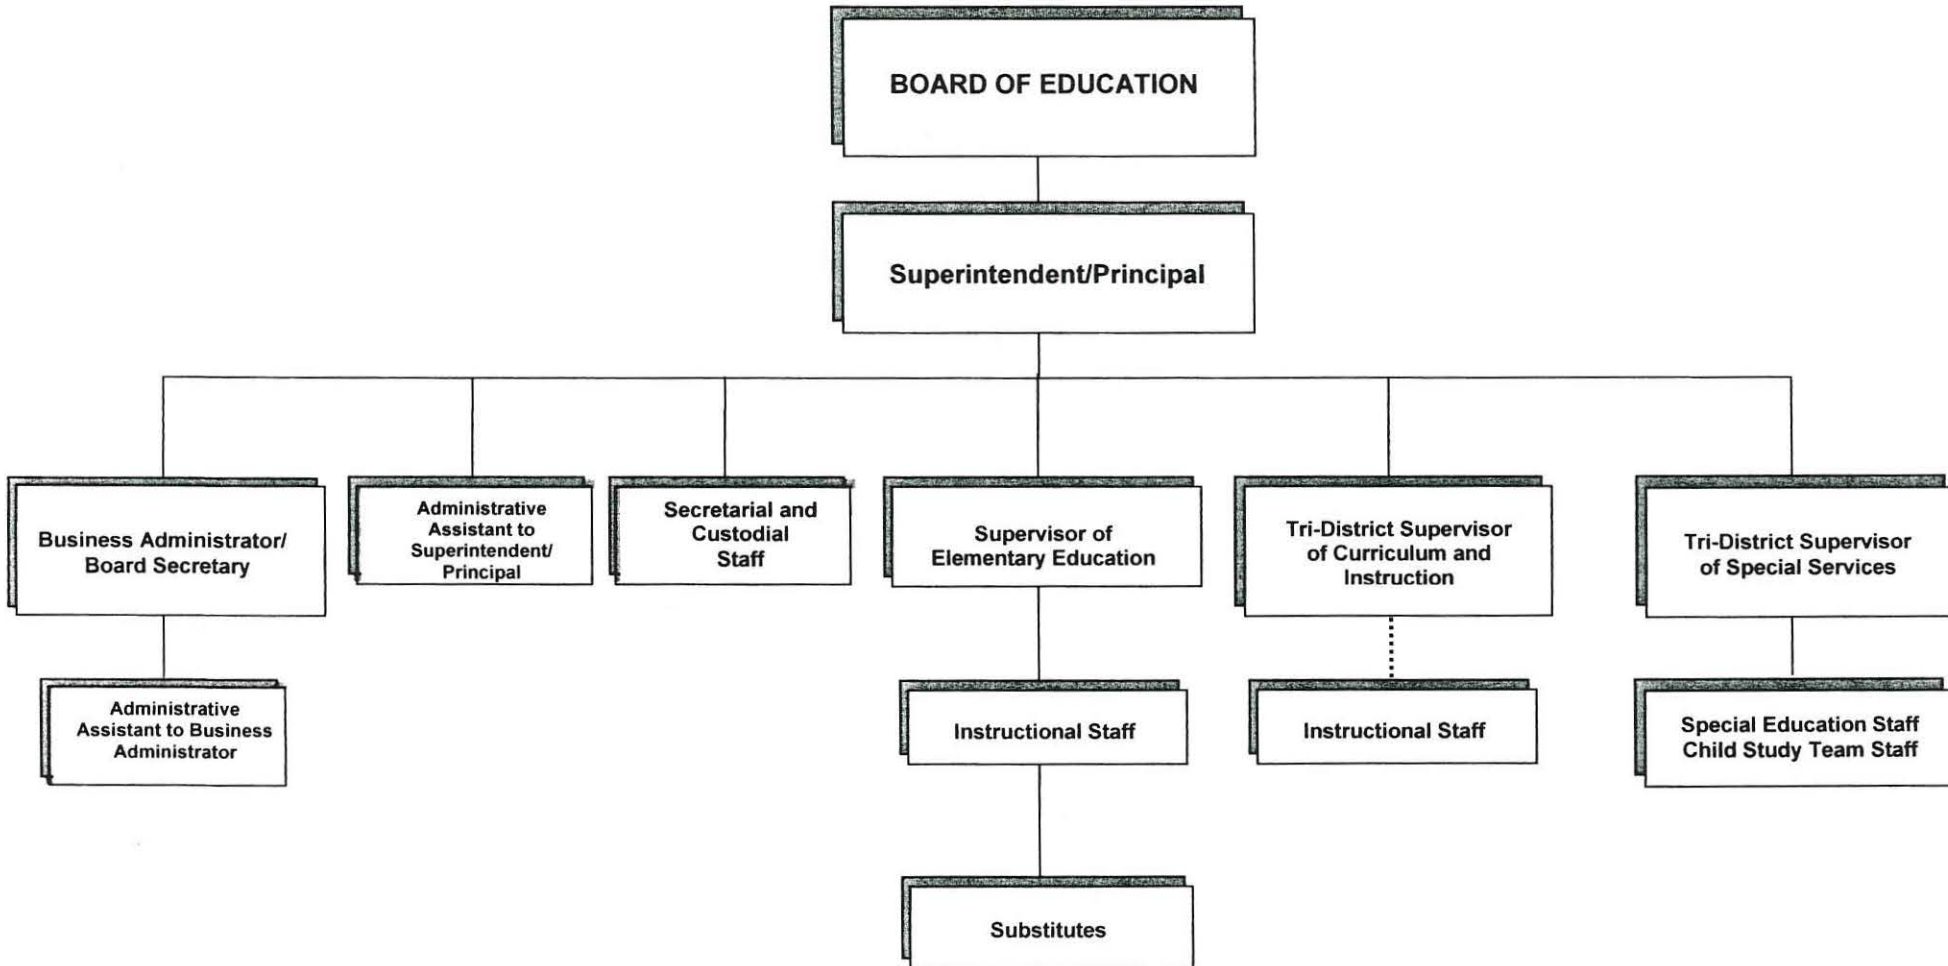 BOARD OF EDUCATION
Superintendent/Principal
Business Administrator/
Board Secretary
Administrative
Assistant to
Superintendent/
Principal
Secretarial and
Custodial
Staff
Supervisor of
Elementary Education
Tri-District Supervisor
of Curriculum and
Instruction
Tri-District Supervisor
of Special Services
Administrative
Assistant to Business
Administrator
Instructional Staff
Instructional Staff
Special Education Staff
Child Study Team Staff
Substitutes